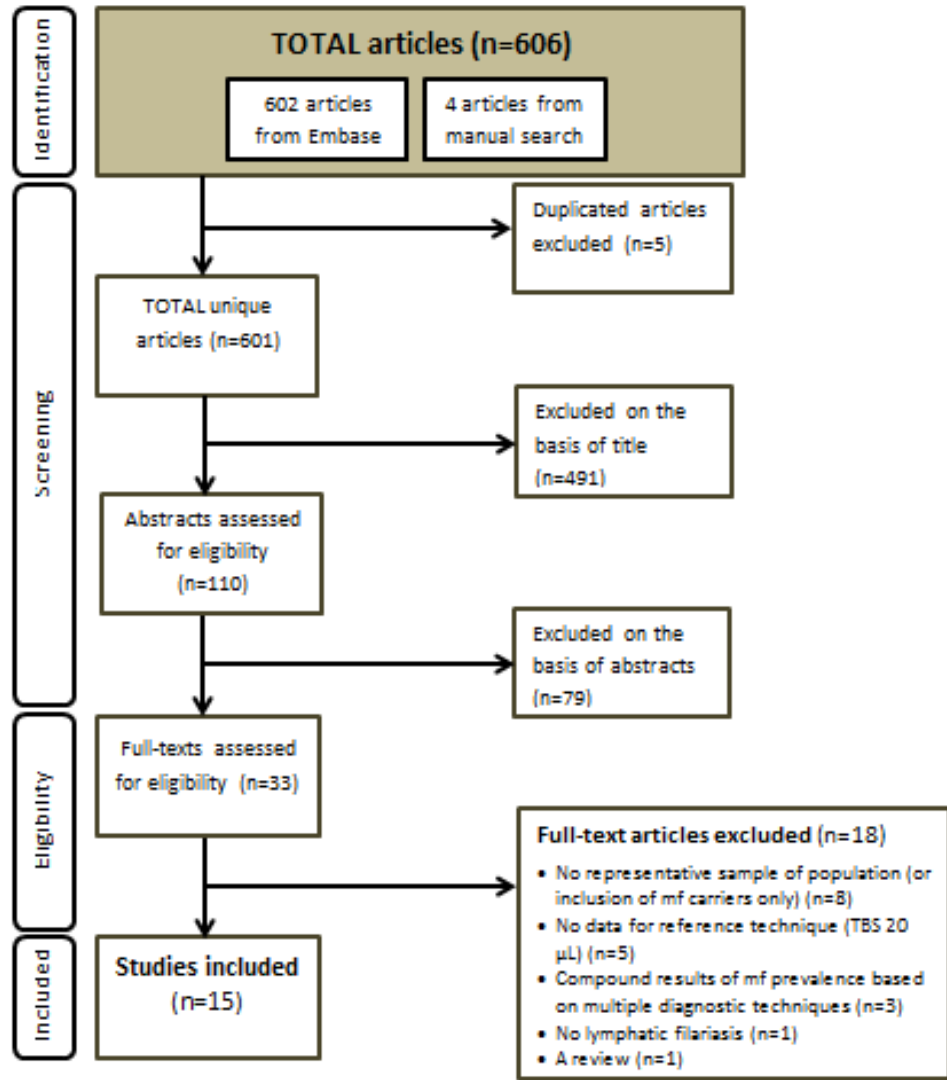 Identification
TOTAL articles (n=606)
602 articles
from Embase
4 articles from
manual search
Screening
Duplicated articles
excluded (n=5)
TOTAL unique
articles (n=601)
Excluded on the
basis of title
(n=491)
Abstracts assessed
for eligibility
(n=110)
Excluded on the
basis of abstracts
(n=79)
Eligibility
Full-texts assessed
for eligibility (n=33)
Full-text articles excluded (n=18)
• No representative sample of population (or
inclusion of mf carriers only) (n=8)
• No data for reference technique (TBS 20
µL) (n=5)
• Compound results of mf prevalence based
on multiple diagnostic techniques (n=3)
• No lymphatic filariasis (n=1)
• A review (n=1)
Included
Studies included
(n=15)